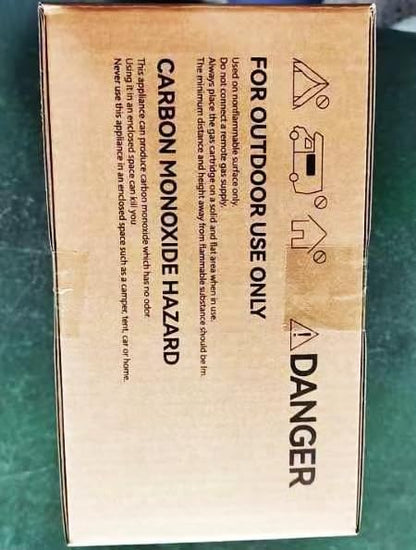 DANGER
FOR OUTDOOR USE ONLY
Used on nonflammable surface only.
Do not connect a remote gas supply.
Always place the gas cartridge on a solid and flat area when in use.
The minimum distance and height away from flammable substance should be 1m.
CARBON MONOXIDE HAZARD
This appliance can produce carbon monoxide which has no odor.
Using it in an enclosed space can kill you
Never use this appliance in an enclosed space such as a camper, tent, car or home.